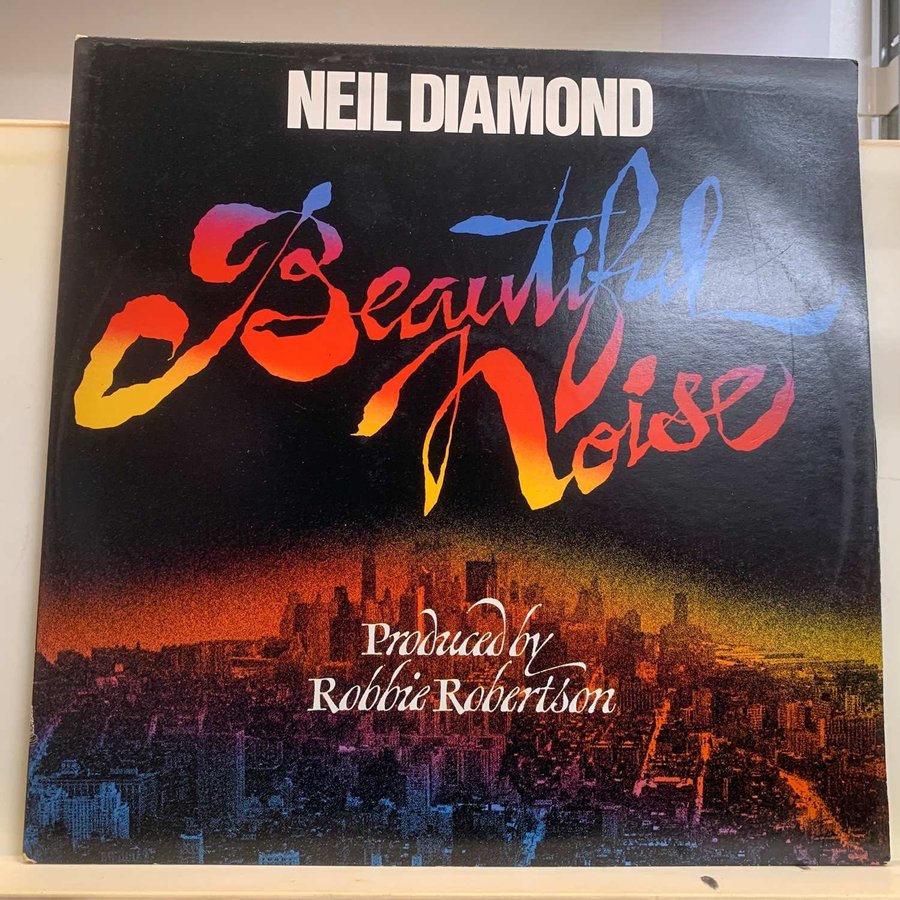 NEIL DIAMOND
Beautiful
Noise
Produced by
Robbie Robertson